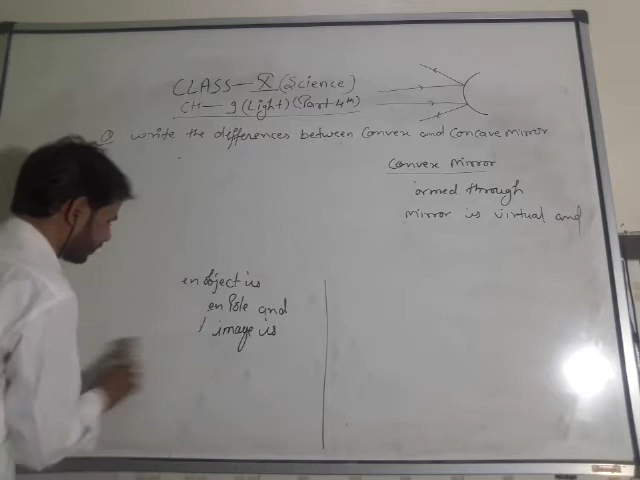 CLASS—X (Science)
CH—9 (Light) (Part-4th)
Q Write the differences between Convex and Concave Mirror
Convex Mirror
ormed through
Mirror is virtual and
en object is
en Pole and
image is